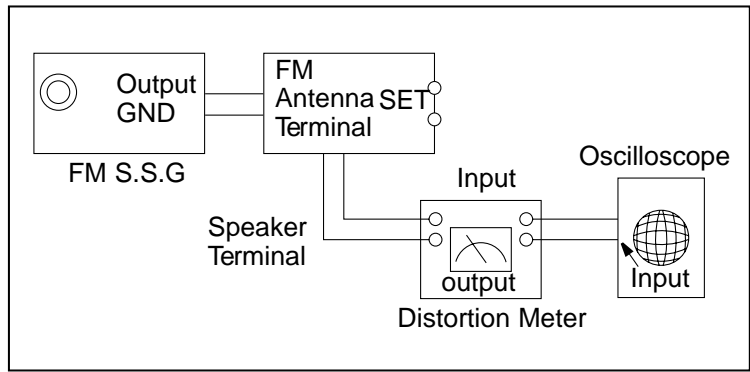 Output
GND
FM S.S.G
FM
Antenna SET
Terminal
Speaker
Terminal
Input
output
Distortion Meter
Oscilloscope
Input